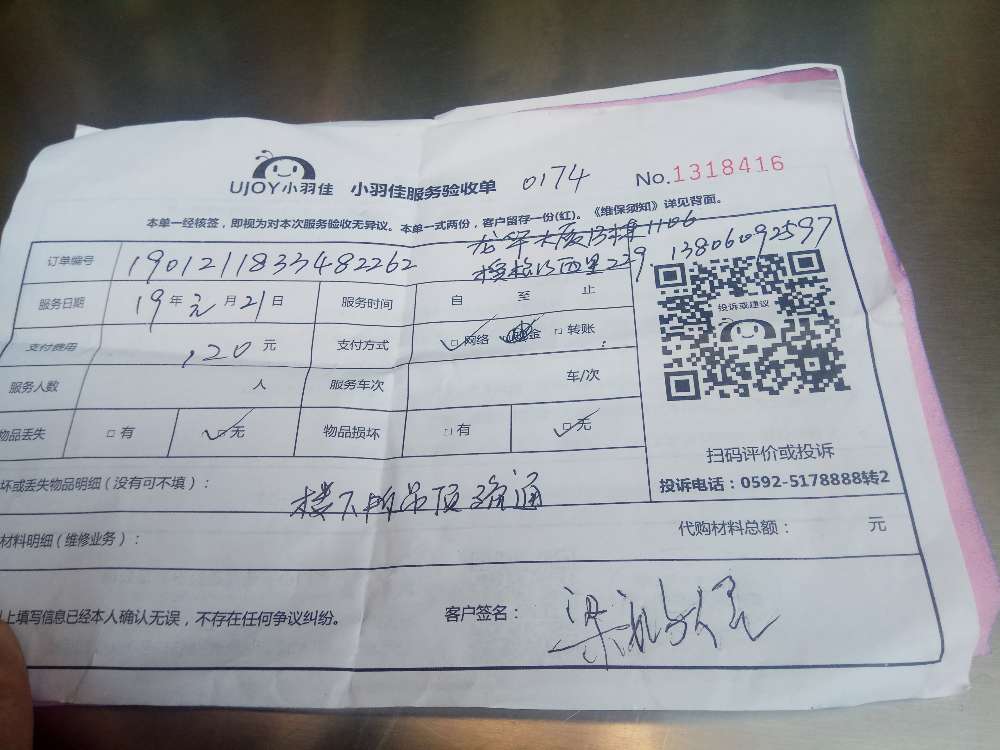 UJOY小羽佳 小羽佳服务验收单 0174 No.1318416
本单一经核签，即视为对本次服务验收无异议。本单一式两份，客户留存一份(红)。《维保须知》详见背面。
1106
订单编号 1901211833482262 229 13806092597
服务日期 19年元月21日 服务时间 自 至 止
投诉或建议
支付费用 120元 支付方式 □网络 金 □转账
服务人数 人 服务车次 车/次
物品丢失 □有 □无 物品损坏 □有 □无
扫码评价或投诉
投诉电话：0592-5178888转2
坏或丢失物品明细（没有可不填）：
楼下所吊顶疏通
材料明细（维修业务）： 代购材料总额： 元
上填写信息已经本人确认无误，不存在任何争议纠纷。 客户签名： 梁